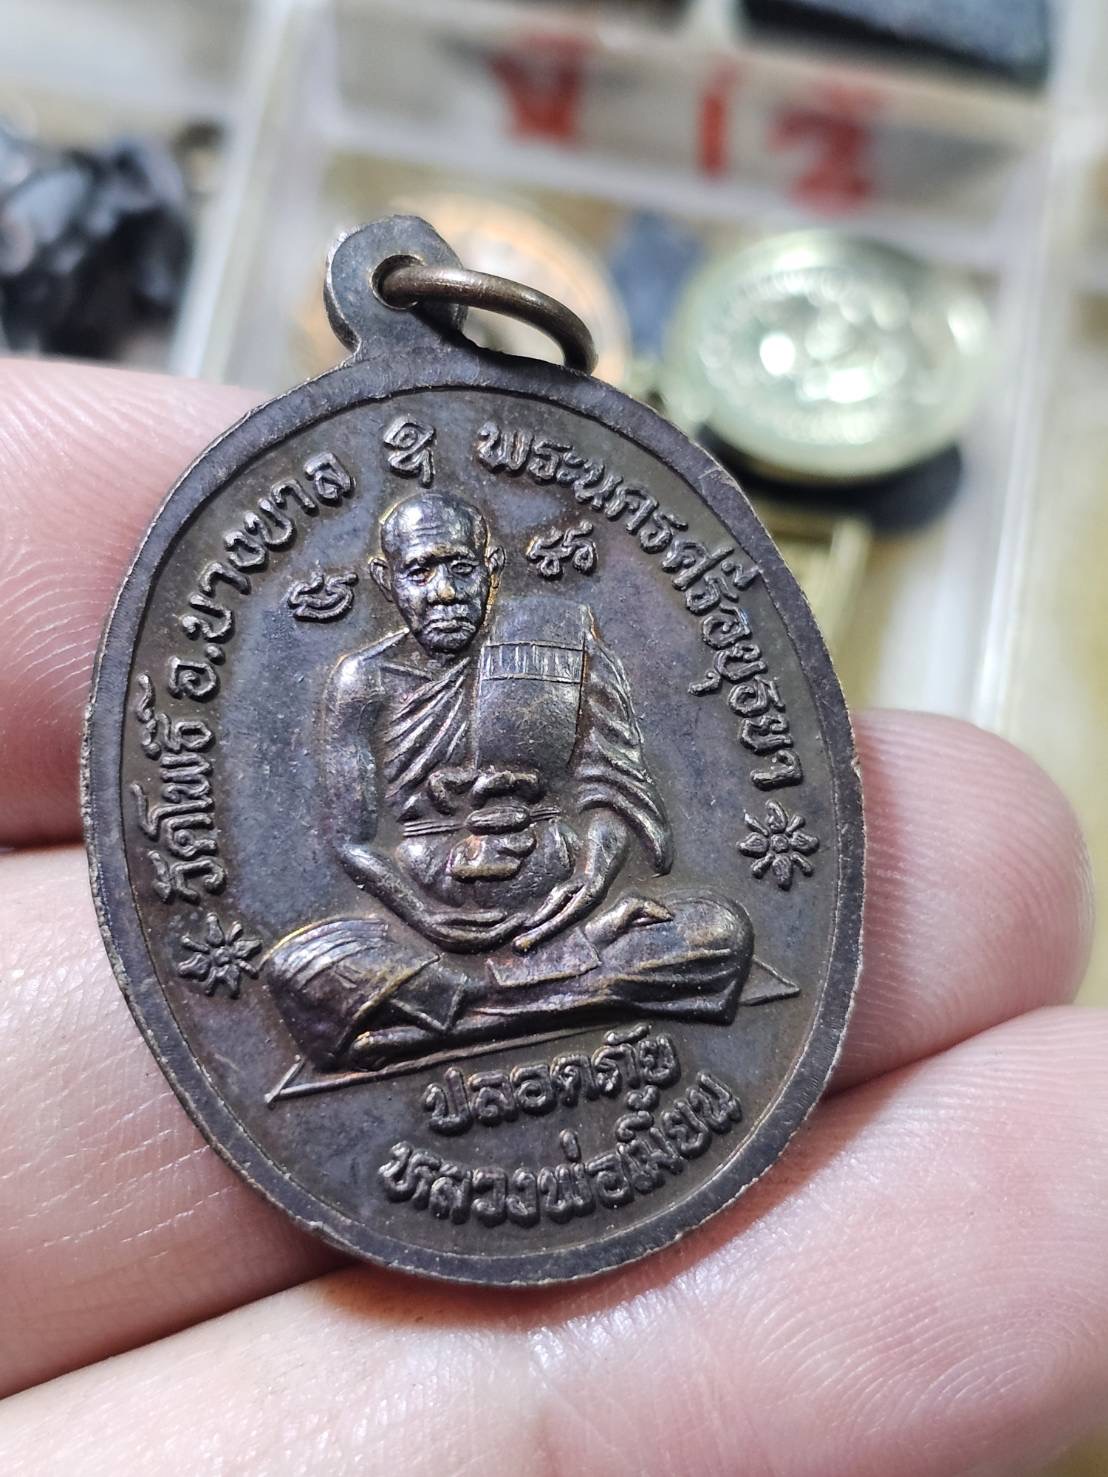 วัดโพธิ์ อ.บางบาล
พระนครศรีอยุธยา
ปลอดภัย
หลวงพ่อเมี้ยน